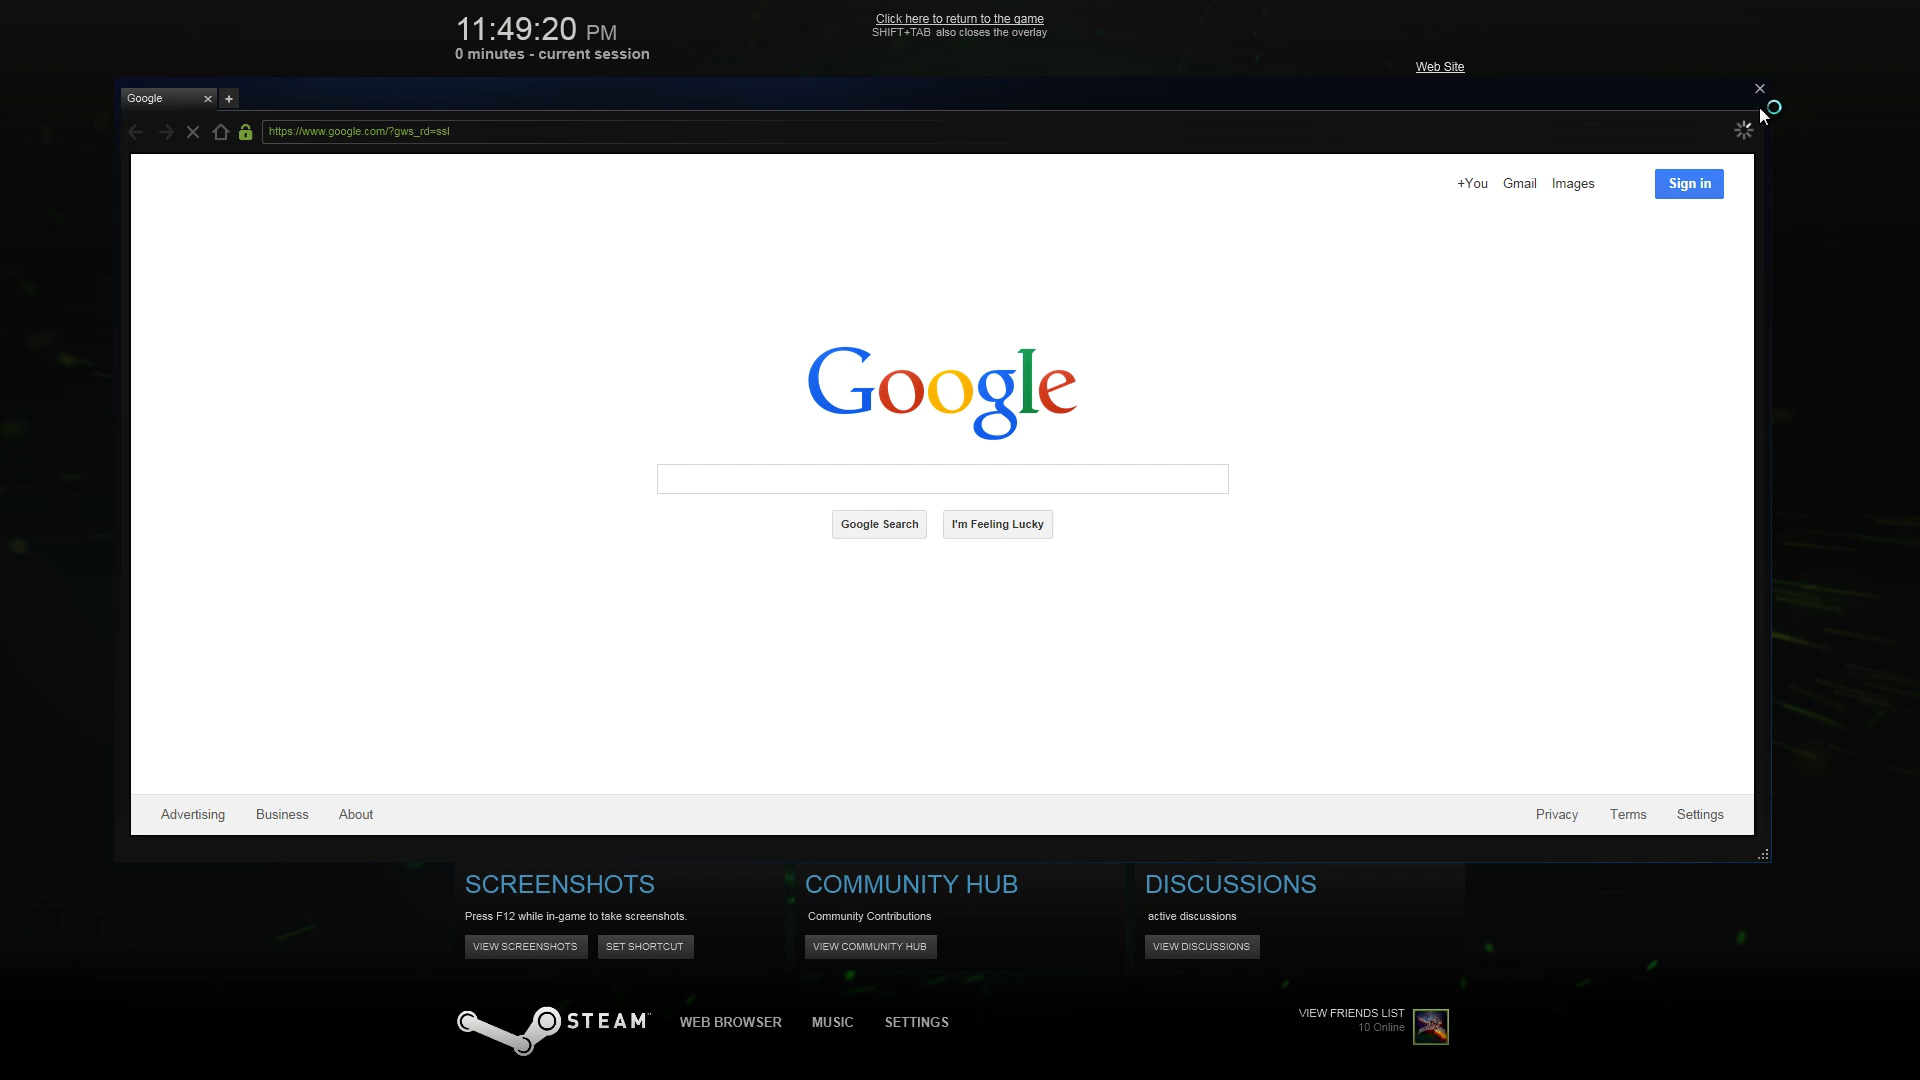 11:49:20 PM
0 minutes - current session
Click here to return to the game
SHIFT+TAB also closes the overlay
Web Site
Google
https://www.google.com/?gws_rd=ssl
+You Gmail Images Sign in
Google
Google Search I'm Feeling Lucky
Advertising Business About Privacy Terms Settings
SCREENSHOTS
Press F12 while in-game to take screenshots.
VIEW SCREENSHOTS SET SHORTCUT
COMMUNITY HUB
Community Contributions
VIEW COMMUNITY HUB
DISCUSSIONS
active discussions
VIEW DISCUSSIONS
STEAM WEB BROWSER MUSIC SETTINGS
VIEW FRIENDS LIST
10 Online